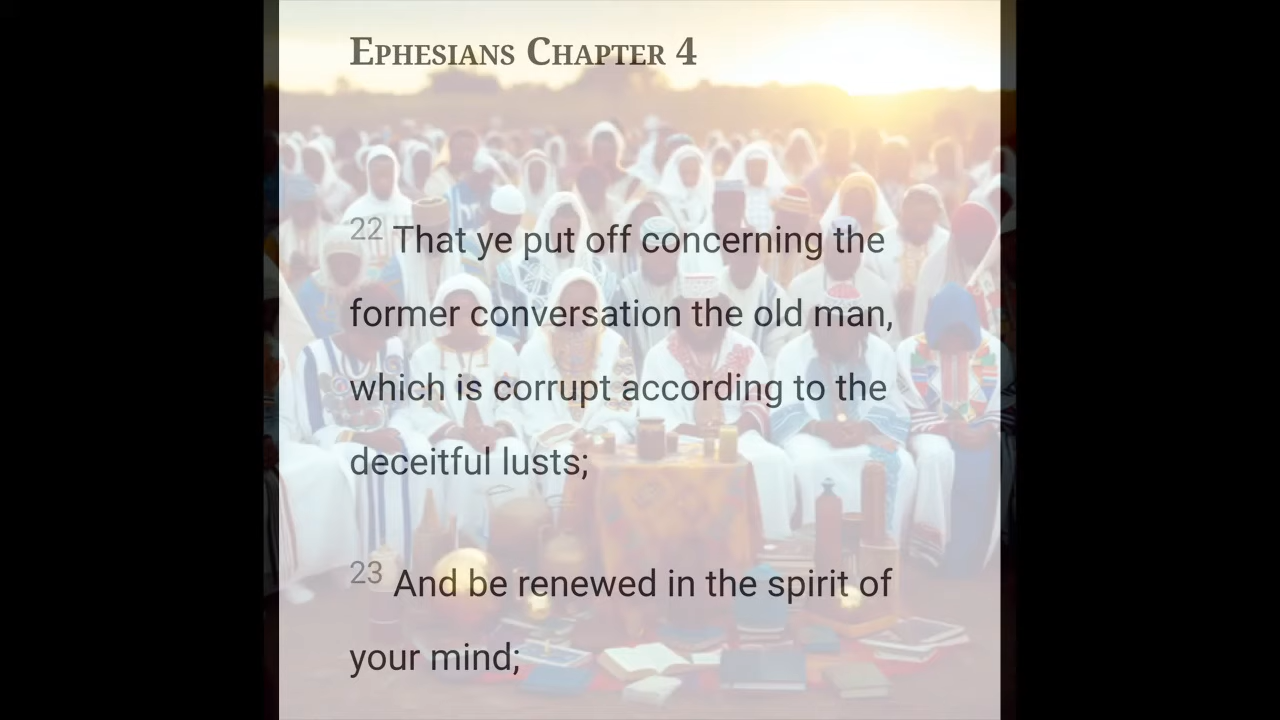 Ephesians Chapter 4
22 That ye put off concerning the
former conversation the old man,
which is corrupt according to the
deceitful lusts;
23 And be renewed in the spirit of
your mind;